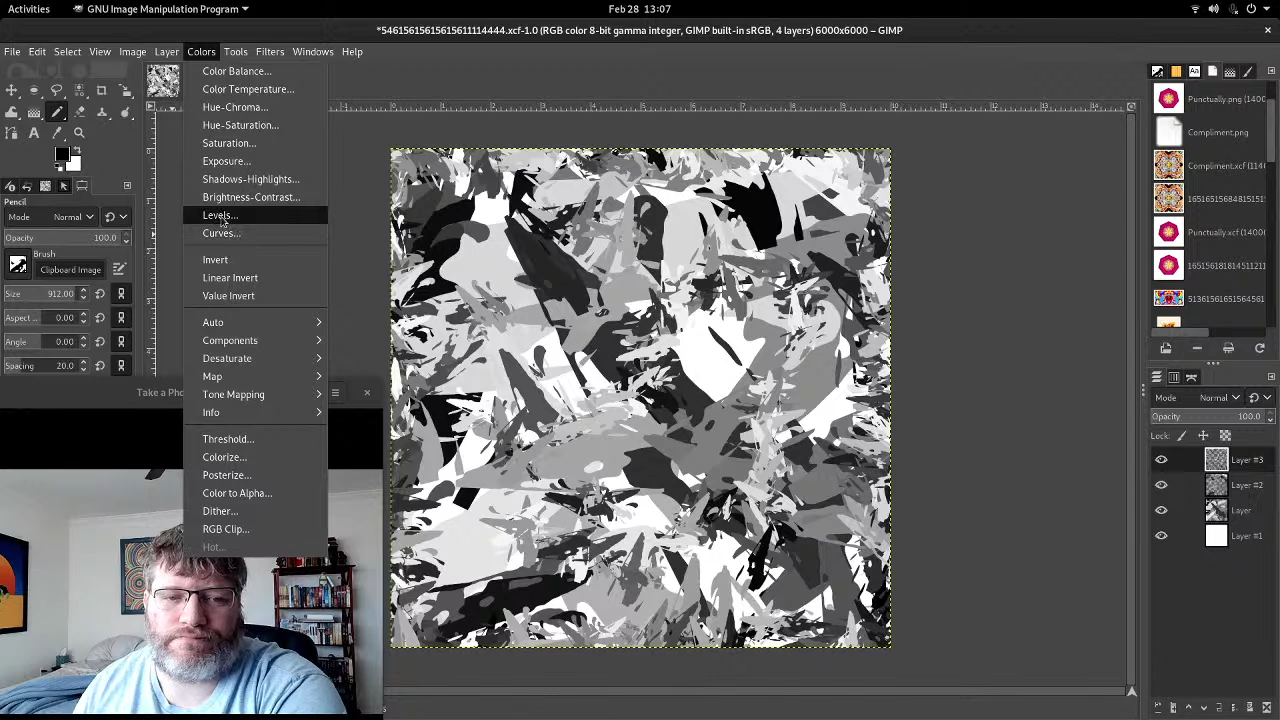 Activities
GNU Image Manipulation Program
Feb 28 13:07
*54615615615615611114444.xcf-1.0 (RGB color 8-bit gamma integer, GIMP built-in sRGB, 4 layers) 6000x6000 – GIMP
File Edit Select View Image Layer Colors Tools Filters Windows Help
Color Balance...
Color Temperature...
Hue-Chroma...
Hue-Saturation...
Saturation...
Exposure...
Shadows-Highlights...
Brightness-Contrast...
Levels...
Curves...
Invert
Linear Invert
Value Invert
Auto
Components
Desaturate
Map
Tone Mapping
Info
Threshold...
Colorize...
Posterize...
Color to Alpha...
Dither...
RGB Clip...
Hot...
Pencil
Mode Normal
Opacity 100.0
Brush
Clipboard Image
Size 912.00
Aspect ... 0.00
Angle 0.00
Spacing 20.0
Take a Pho
Punctually.png (1400
Compliment.png
Compliment.xcf (1400
Punctually.xcf (1400
Mode Normal
Opacity 100.0
Lock:
Layer #3
Layer #2
Layer
Layer #1